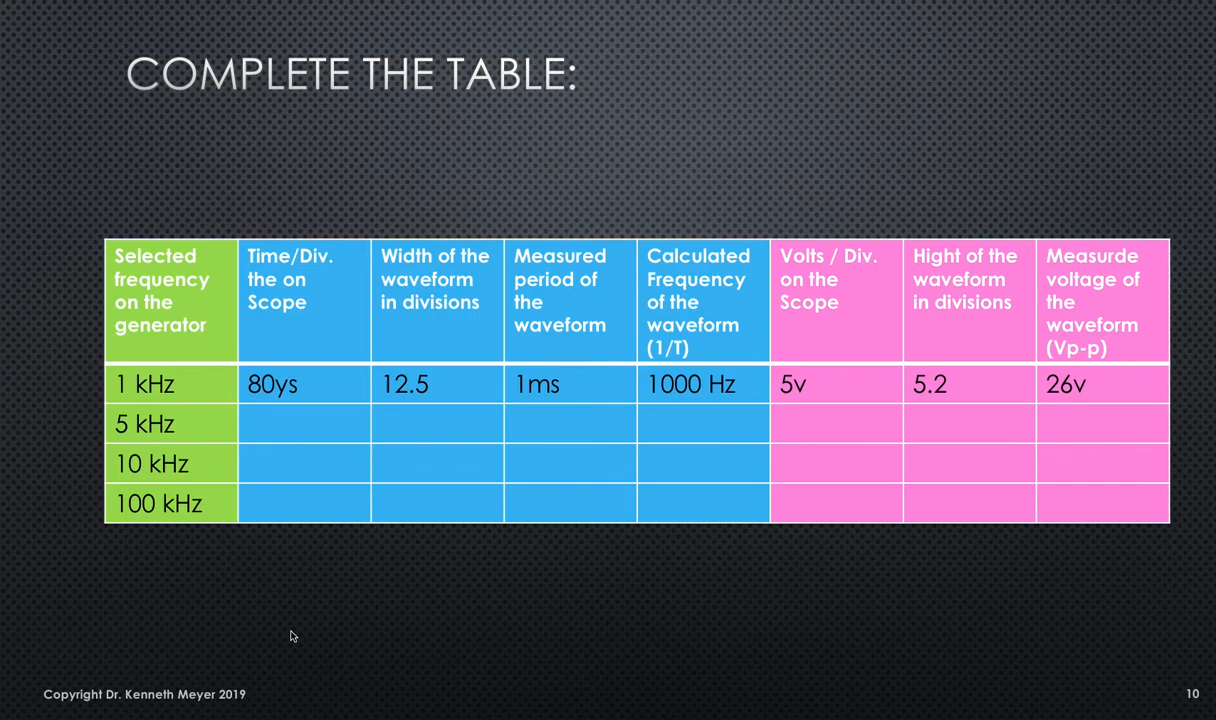 COMPLETE THE TABLE:
Selected frequency on the generator
Time/Div. the on Scope
Width of the waveform in divisions
Measured period of the waveform
Calculated Frequency of the waveform (1/T)
Volts / Div. on the Scope
Hight of the waveform in divisions
Measurde voltage of the waveform (Vp-p)
1 kHz 80ys 12.5 1ms 1000 Hz 5v 5.2 26v
5 kHz
10 kHz
100 kHz
Copyright Dr. Kenneth Meyer 2019
10